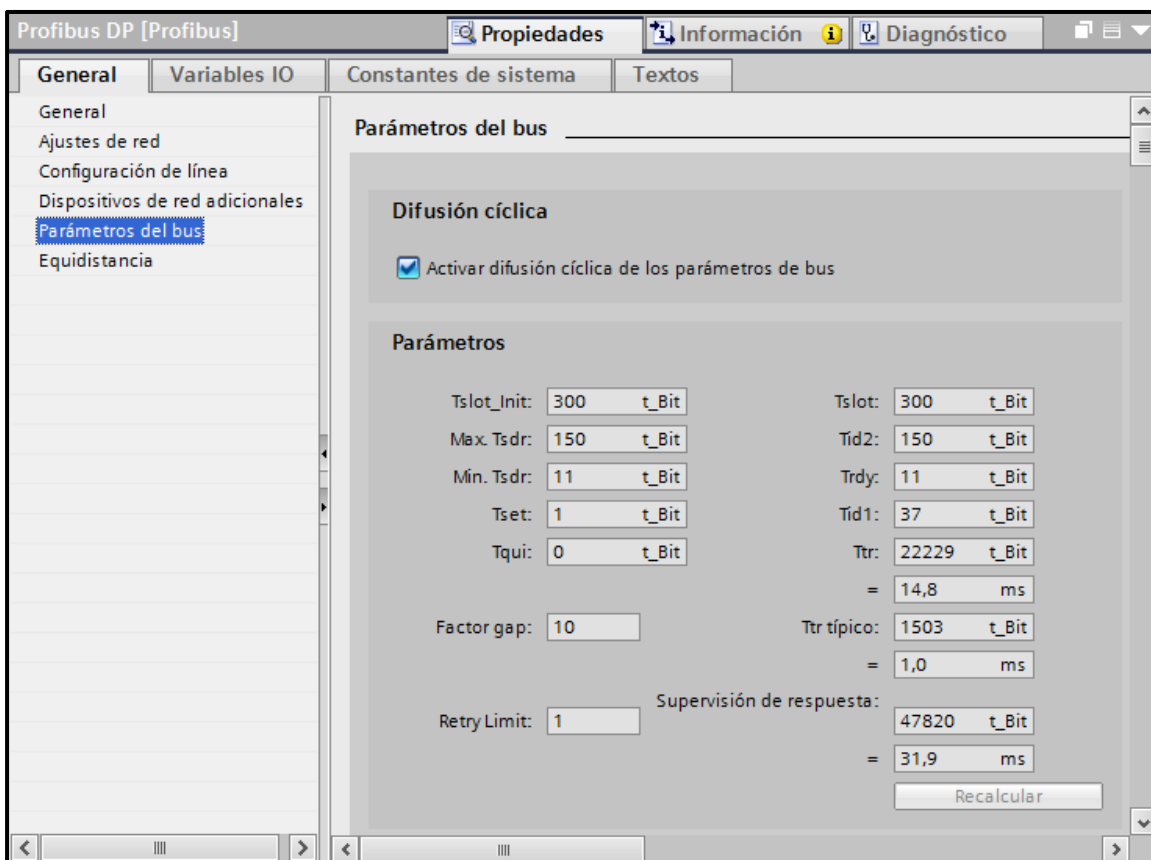 Profibus DP [Profibus]
Propiedades
Información
Diagnóstico
General
Variables IO
Constantes de sistema
Textos
General
Ajustes de red
Configuración de línea
Dispositivos de red adicionales
Parámetros del bus
Equidistancia
Parámetros del bus
Difusión cíclica
Activar difusión cíclica de los parámetros de bus
Parámetros
Tslot_Init: 300 t_Bit
Tslot: 300 t_Bit
Max. Tsdr: 150 t_Bit
Tid2: 150 t_Bit
Min. Tsdr: 11 t_Bit
Trdy: 11 t_Bit
Tset: 1 t_Bit
Tid1: 37 t_Bit
Tqui: 0 t_Bit
Ttr: 22229 t_Bit
= 14,8 ms
Factor gap: 10
Ttr típico: 1503 t_Bit
= 1,0 ms
Supervisión de respuesta:
Retry Limit: 1
47820 t_Bit
= 31,9 ms
Recalcular